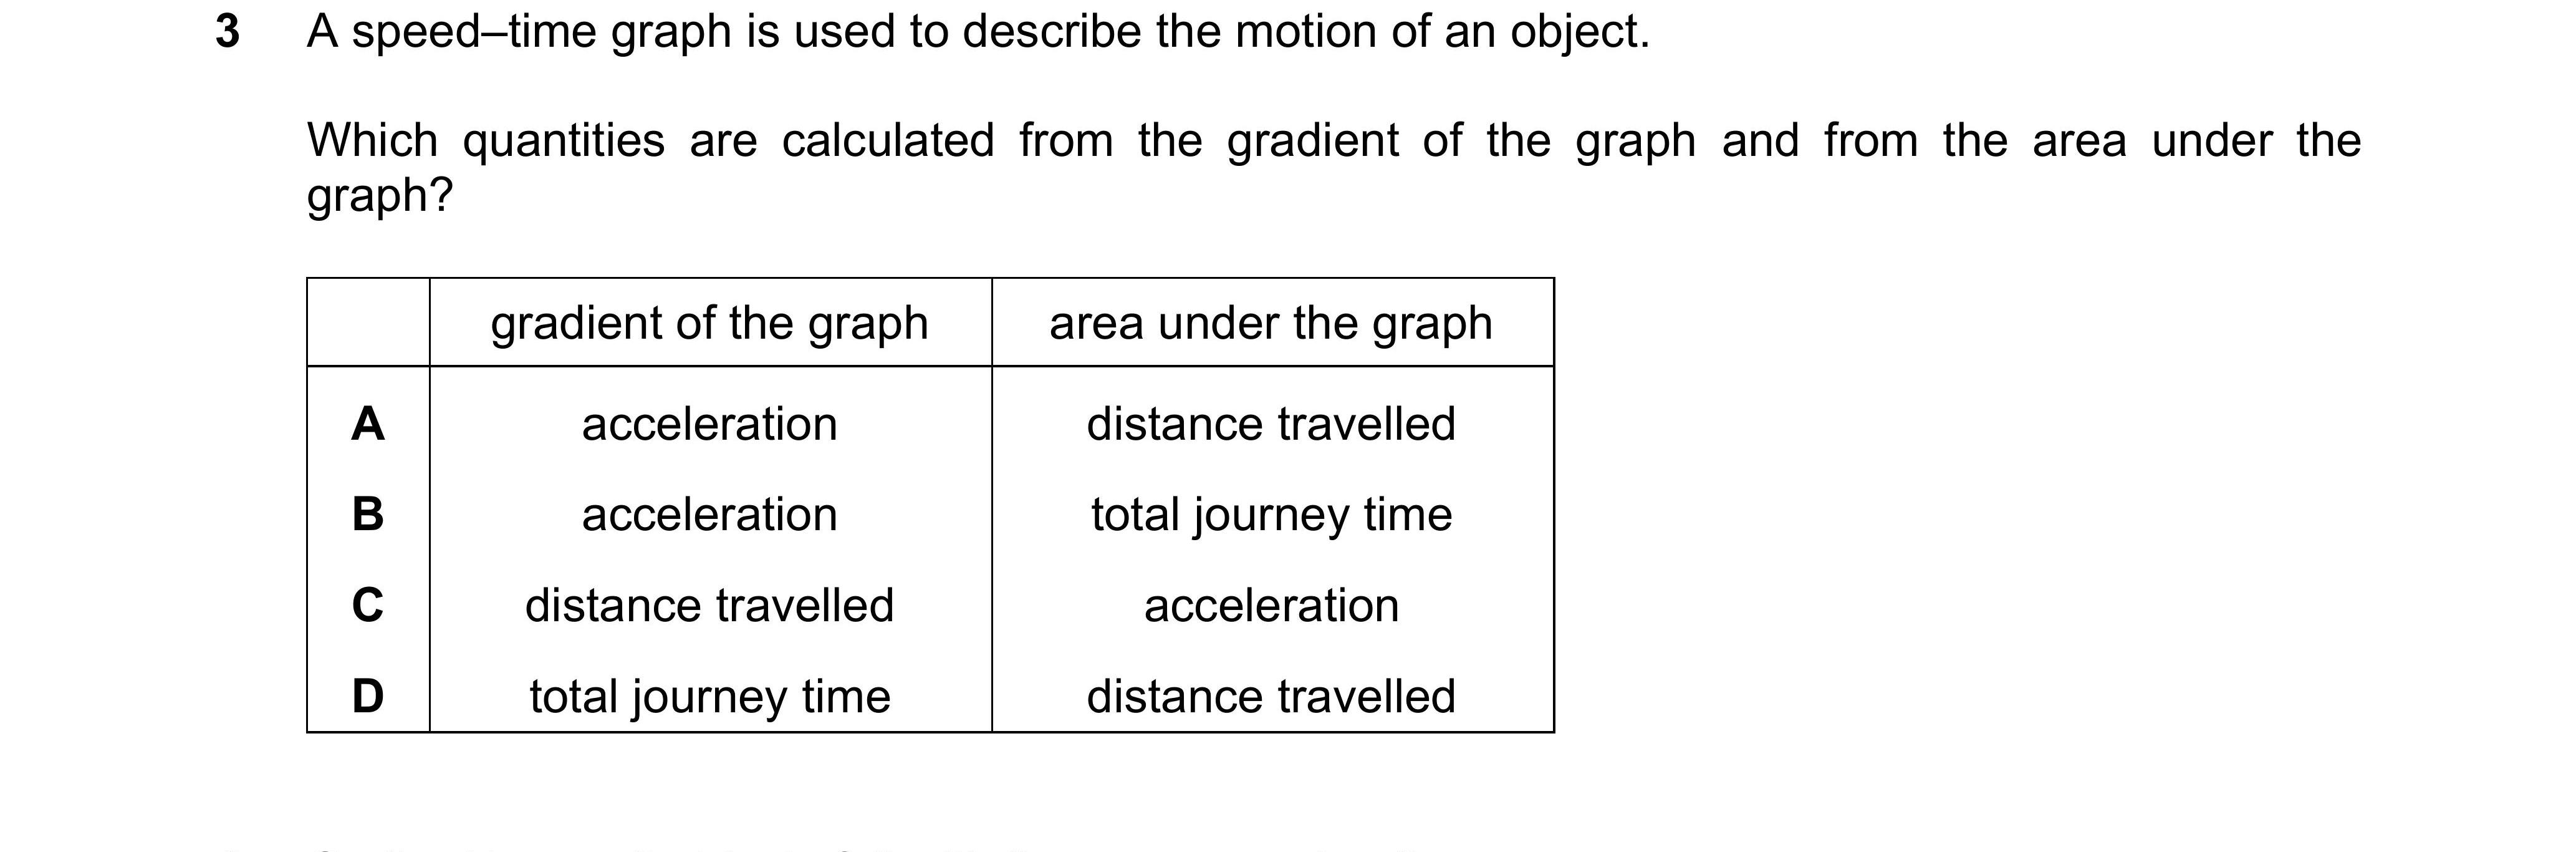 3 A speed–time graph is used to describe the motion of an object.
Which quantities are calculated from the gradient of the graph and from the area under the
graph?
gradient of the graph area under the graph
A acceleration distance travelled
B acceleration total journey time
C distance travelled acceleration
D total journey time distance travelled